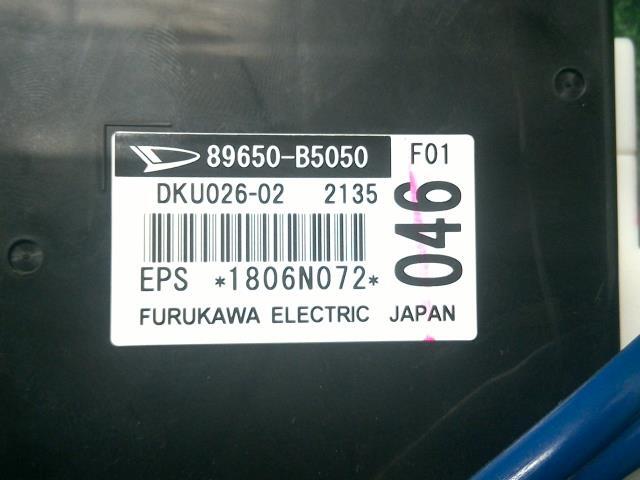 89650-B5050 F01
DKU026-02 2135
046
EPS *1806N072*
FURUKAWA ELECTRIC JAPAN